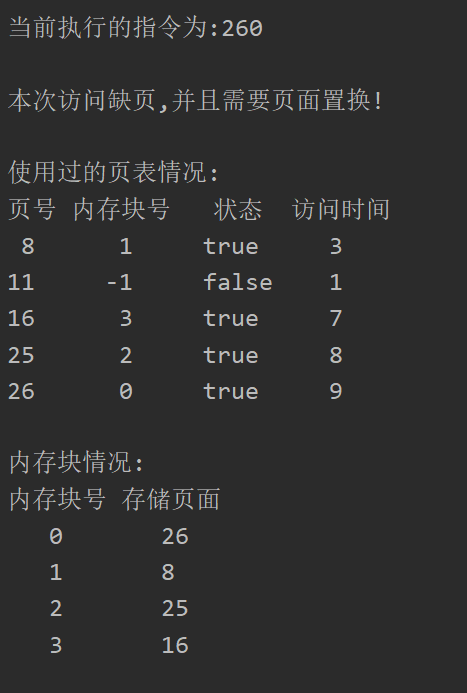 当前执行的指令为:260
本次访问缺页,并且需要页面置换!
使用过的页表情况:
页号 内存块号 状态 访问时间
8 1 true 3
11 -1 false 1
16 3 true 7
25 2 true 8
26 0 true 9
内存块情况:
内存块号 存储页面
0 26
1 8
2 25
3 16